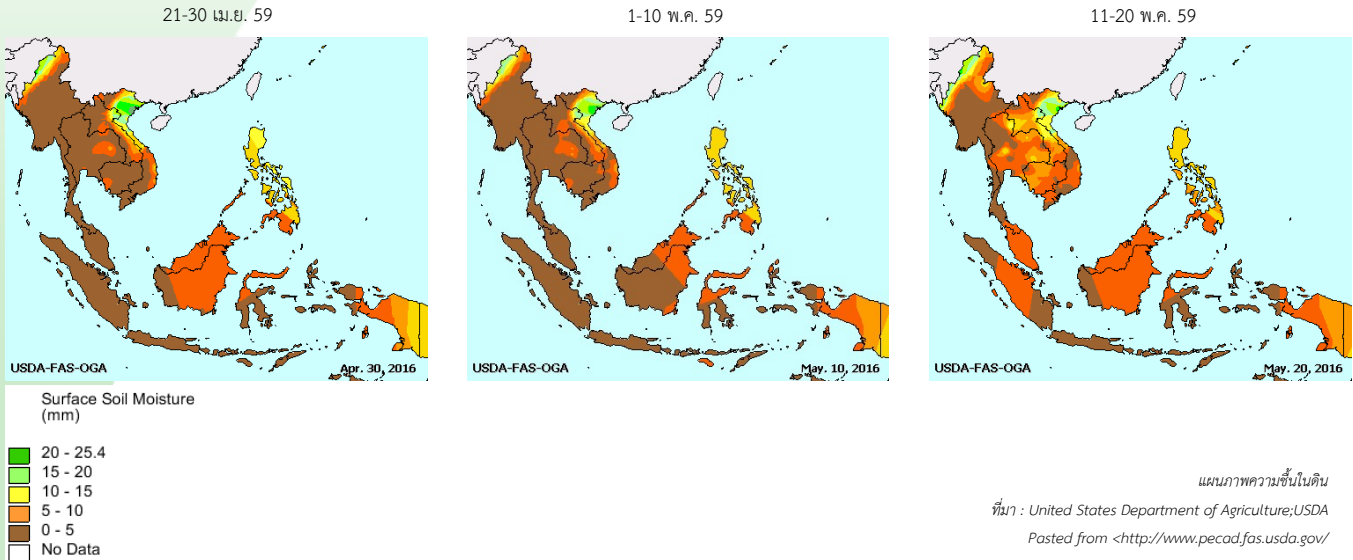 21-30 เม.ย. 59
1-10 พ.ค. 59
11-20 พ.ค. 59
USDA-FAS-OGA
Apr. 30, 2016
USDA-FAS-OGA
May. 10, 2016
USDA-FAS-OGA
May. 20, 2016
Surface Soil Moisture
(mm)
20 - 25.4
15 - 20
10 - 15
5 - 10
0 - 5
No Data
แผนภาพความชื้นในดิน
ที่มา : United States Department of Agriculture;USDA
Pasted from <http://www.pecad.fas.usda.gov/